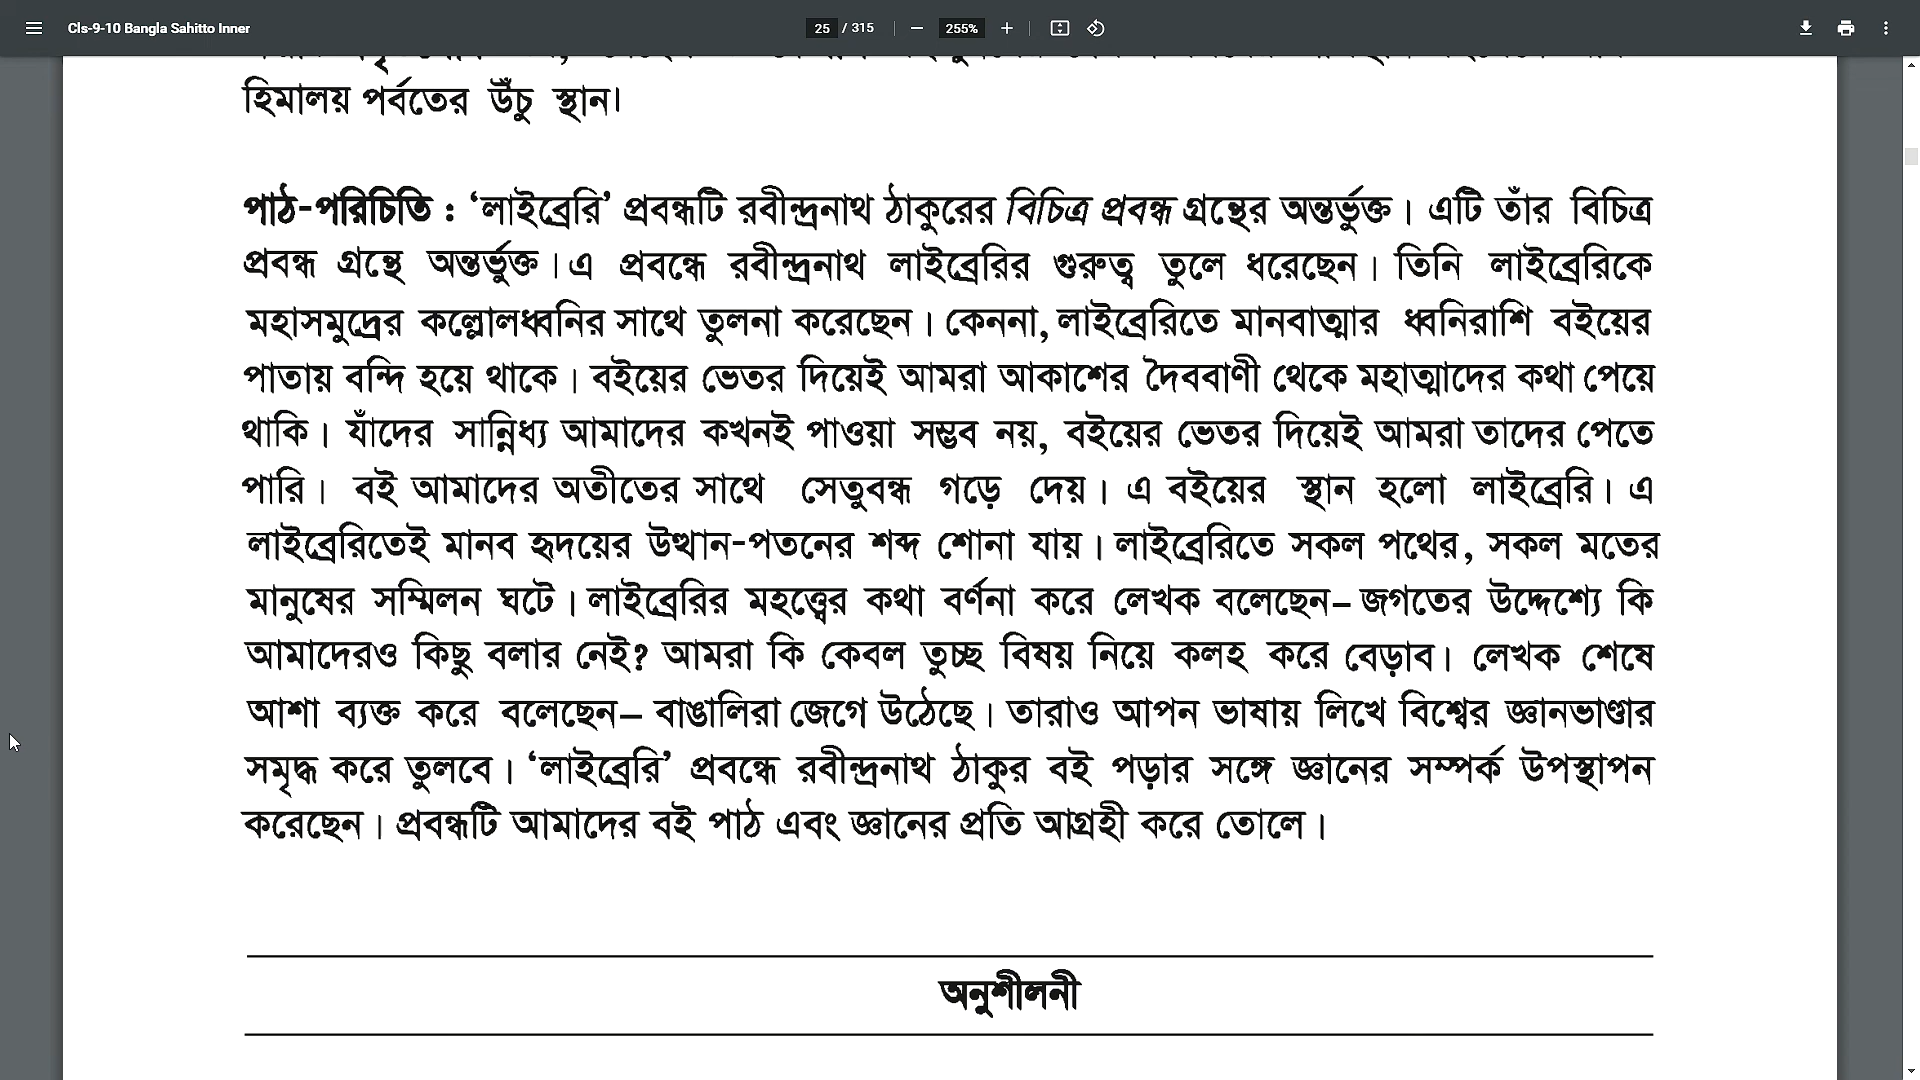 Cls-9-10 Bangla Sahitto Inner
25 / 315
255%
হিমালয় পর্বতের উঁচু স্থান।
পাঠ-পরিচিতি : ‘লাইব্রেরি’ প্রবন্ধটি রবীন্দ্রনাথ ঠাকুরের বিচিত্র প্রবন্ধ গ্রন্থের অন্তর্ভুক্ত। এটি তাঁর বিচিত্র
প্রবন্ধ গ্রন্থে অন্তর্ভুক্ত। এ প্রবন্ধে রবীন্দ্রনাথ লাইব্রেরির গুরুত্ব তুলে ধরেছেন। তিনি লাইব্রেরিকে
মহাসমুদ্রের কল্লোলধ্বনির সাথে তুলনা করেছেন। কেননা, লাইব্রেরিতে মানবাত্মার ধ্বনিরাশি বইয়ের
পাতায় বন্দি হয়ে থাকে। বইয়ের ভেতর দিয়েই আমরা আকাশের দৈববাণী থেকে মহাত্মাদের কথা পেয়ে
থাকি। যাঁদের সান্নিধ্য আমাদের কখনই পাওয়া সম্ভব নয়, বইয়ের ভেতর দিয়েই আমরা তাদের পেতে
পারি। বই আমাদের অতীতের সাথে সেতুবন্ধ গড়ে দেয়। এ বইয়ের স্থান হলো লাইব্রেরি। এ
লাইব্রেরিতেই মানব হৃদয়ের উত্থান-পতনের শব্দ শোনা যায়। লাইব্রেরিতে সকল পথের, সকল মতের
মানুষের সম্মিলন ঘটে। লাইব্রেরির মহত্ত্বের কথা বর্ণনা করে লেখক বলেছেন– জগতের উদ্দেশ্যে কি
আমাদেরও কিছু বলার নেই? আমরা কি কেবল তুচ্ছ বিষয় নিয়ে কলহ করে বেড়াব। লেখক শেষে
আশা ব্যক্ত করে বলেছেন– বাঙালিরা জেগে উঠেছে। তারাও আপন ভাষায় লিখে বিশ্বের জ্ঞানভাণ্ডার
সমৃদ্ধ করে তুলবে। ‘লাইব্রেরি’ প্রবন্ধে রবীন্দ্রনাথ ঠাকুর বই পড়ার সঙ্গে জ্ঞানের সম্পর্ক উপস্থাপন
করেছেন। প্রবন্ধটি আমাদের বই পাঠ এবং জ্ঞানের প্রতি আগ্রহী করে তোলে।
অনুশীলনী